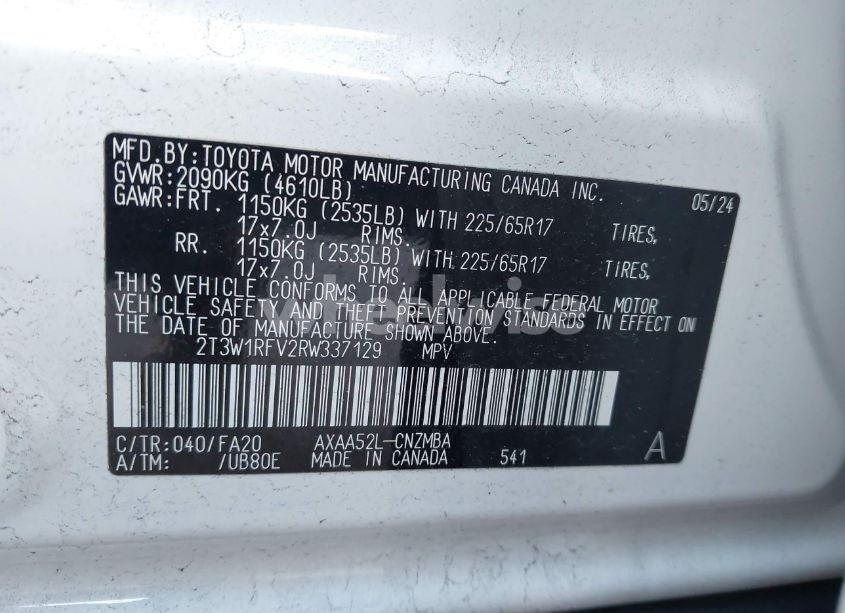 MFD.BY:TOYOTA MOTOR MANUFACTURING CANADA INC. 05/24
GVWR:2090KG (4610LB)
GAWR:FRT. 1150KG (2535LB) WITH 225/65R17 TIRES,
17x7.0J RIMS.
RR. 1150KG (2535LB) WITH 225/65R17 TIRES,
17x7.0J RIMS.
THIS VEHICLE CONFORMS TO ALL APPLICABLE FEDERAL MOTOR
VEHICLE SAFETY AND THEFT PREVENTION STANDARDS IN EFFECT ON
THE DATE OF MANUFACTURE SHOWN ABOVE.
2T3W1RFV2RW337129 MPV
C/TR:040/FA20 AXAA52L-CNZMBA
A/TM: /UB80E MADE IN CANADA 541 A